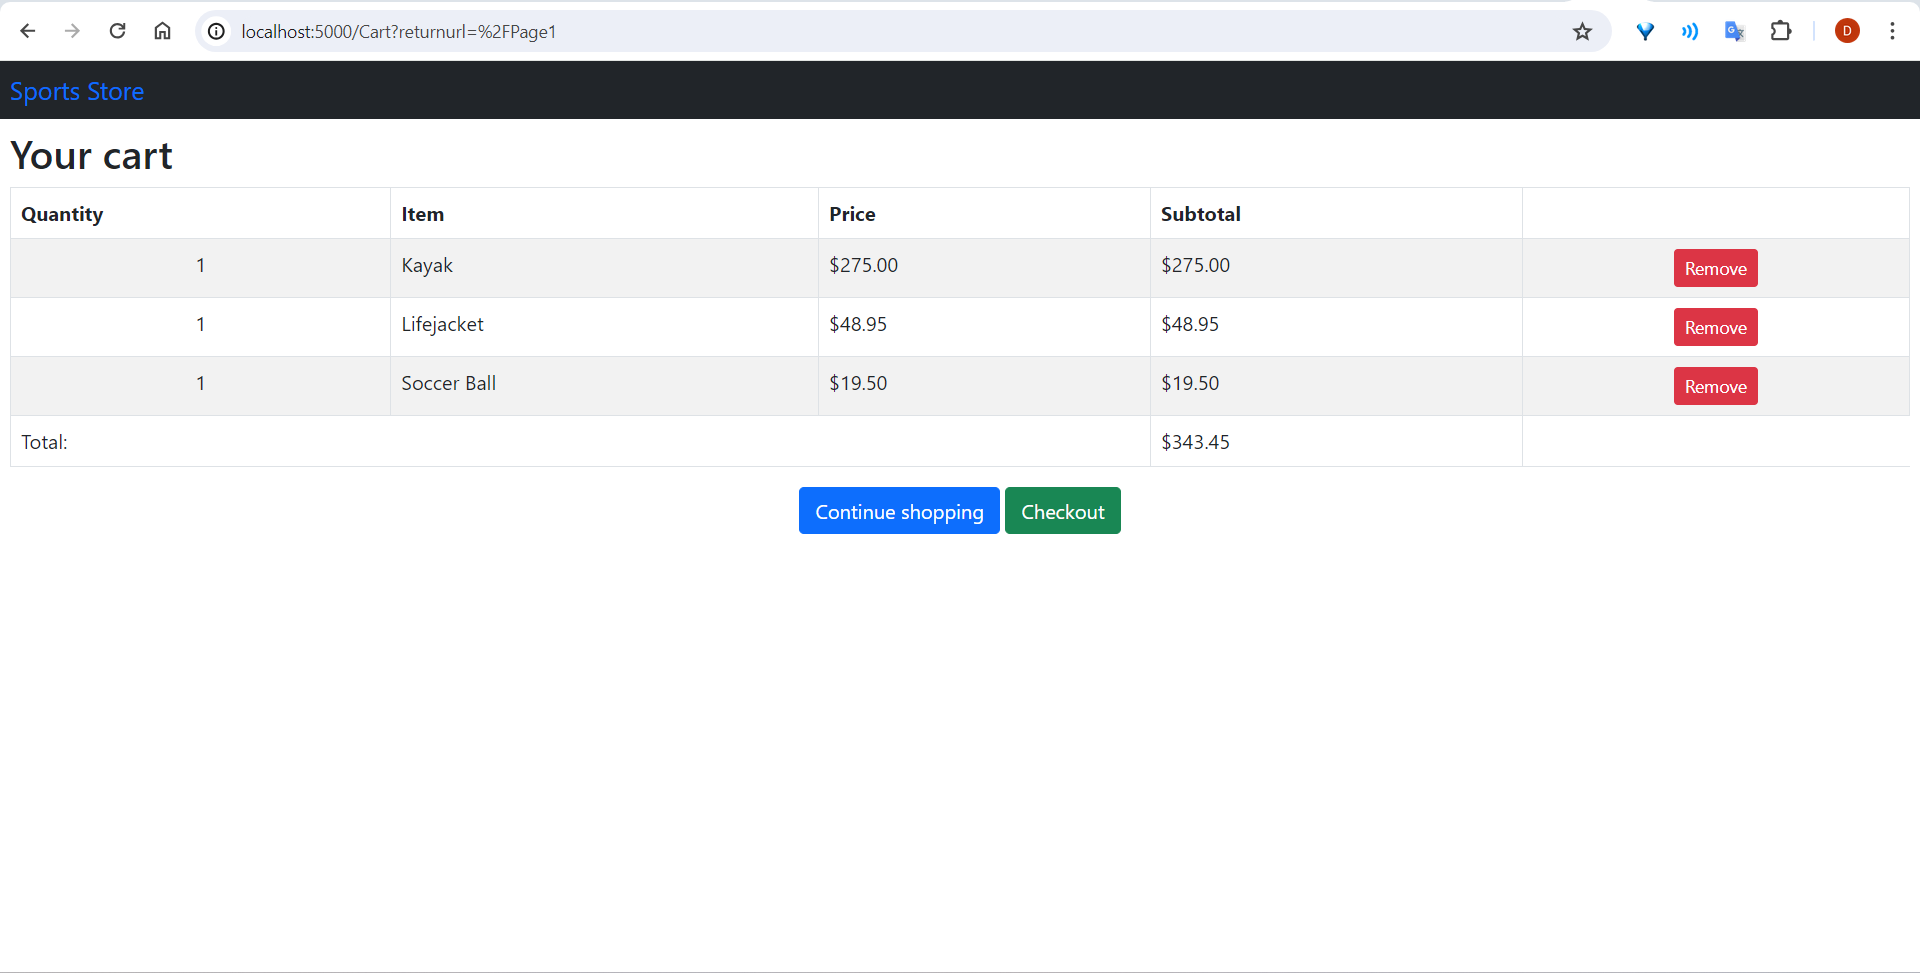 localhost:5000/Cart?returnurl=%2FPage1
D
Sports Store
Your cart
Quantity Item Price Subtotal
1 Kayak $275.00 $275.00 Remove
1 Lifejacket $48.95 $48.95 Remove
1 Soccer Ball $19.50 $19.50 Remove
Total: $343.45
Continue shopping Checkout